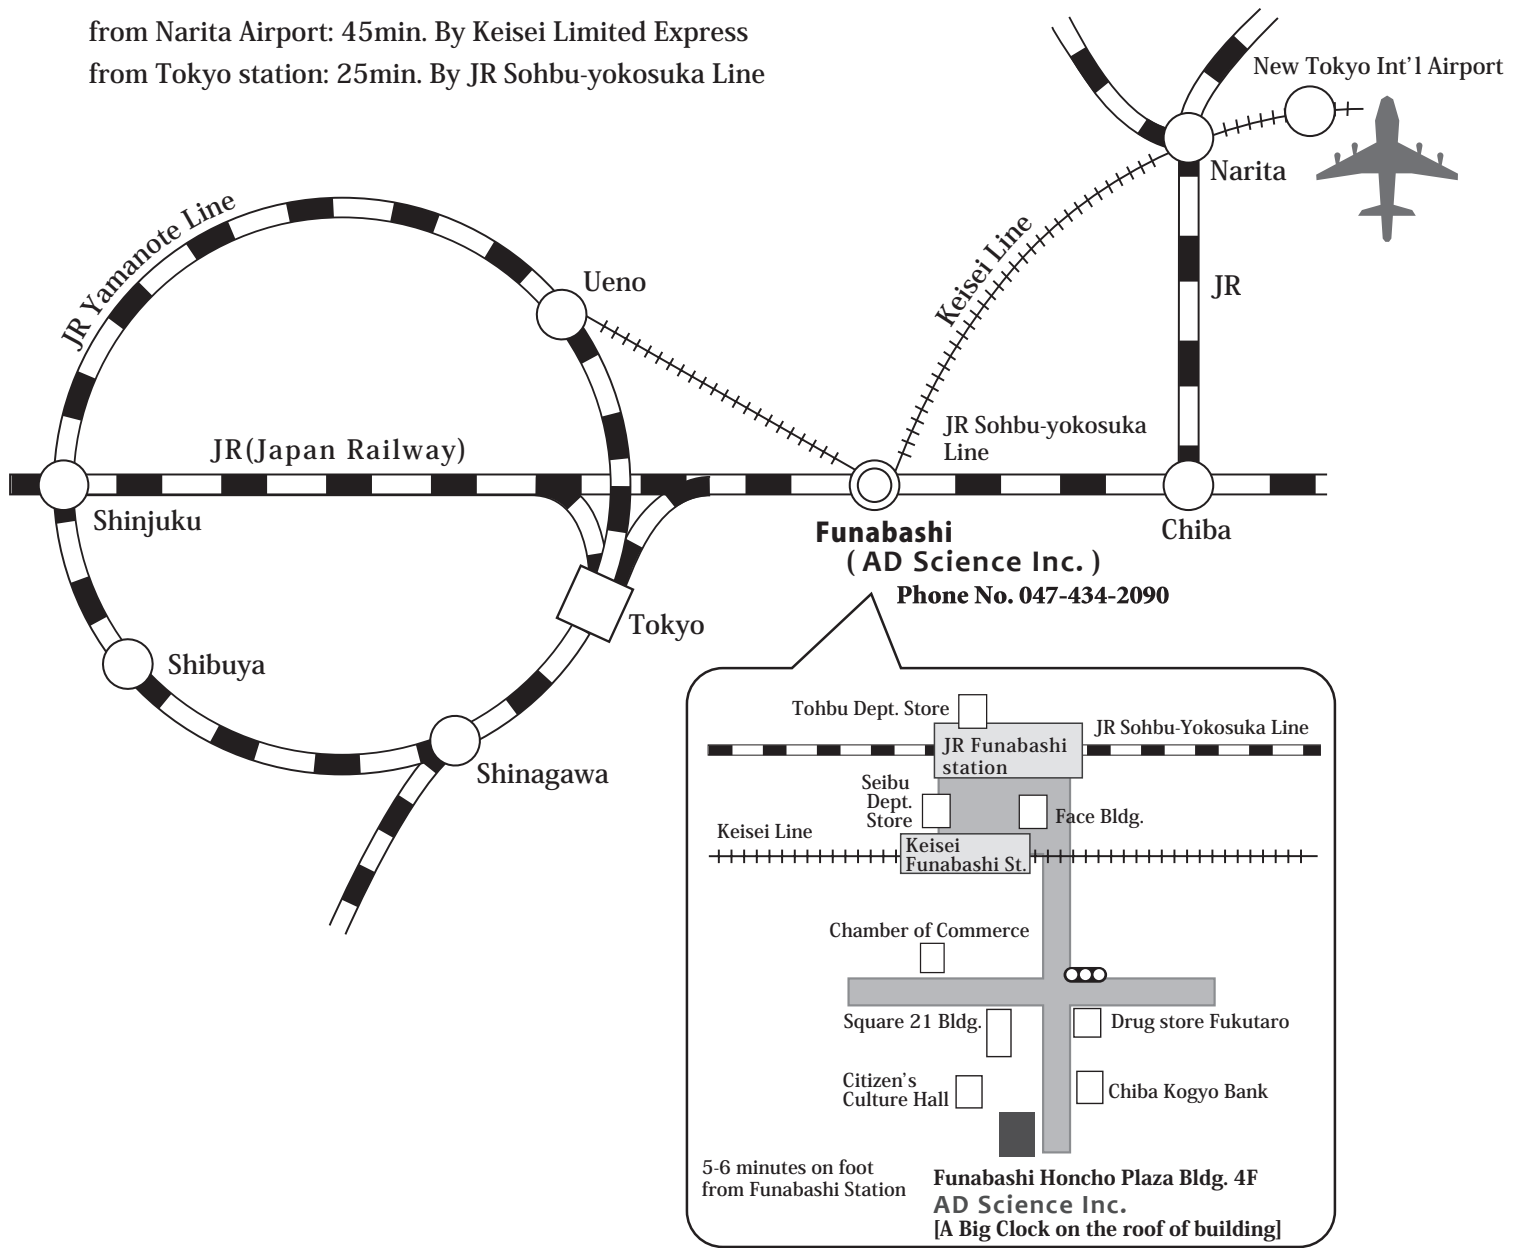 from Narita Airport: 45min. By Keisei Limited Express
from Tokyo station: 25min. By JR Sohbu-yokosuka Line
New Tokyo Int'l Airport
Narita
JR Yamanote Line
Keisei Line
Ueno
JR
JR Sohbu-yokosuka
Line
JR(Japan Railway)
Shinjuku
Funabashi
( AD Science Inc. )
Phone No. 047-434-2090
Chiba
Tokyo
Shibuya
Shinagawa
Tohbu Dept. Store
JR Sohbu-Yokosuka Line
JR Funabashi
station
Seibu
Dept.
Store
Face Bldg.
Keisei Line
Keisei
Funabashi St.
Chamber of Commerce
Square 21 Bldg.
Drug store Fukutaro
Citizen's
Culture Hall
Chiba Kogyo Bank
5-6 minutes on foot
from Funabashi Station
Funabashi Honcho Plaza Bldg. 4F
AD Science Inc.
[A Big Clock on the roof of building]